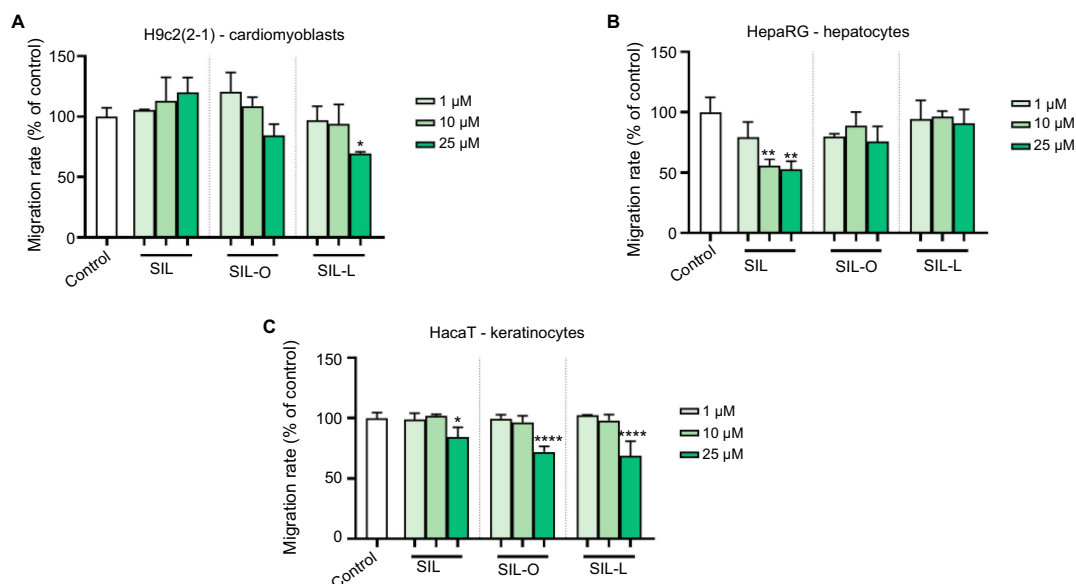 A
H9c2(2-1) - cardiomyoblasts
Migration rate (% of control)
150
100
50
0
*
Control
SIL
SIL-O
SIL-L
1 µM
10 µM
25 µM
B
HepaRG - hepatocytes
Migration rate (% of control)
150
100
50
0
** **
Control
SIL
SIL-O
SIL-L
1 µM
10 µM
25 µM
C
HacaT - keratinocytes
Migration rate (% of control)
150
100
50
0
* **** ****
Control
SIL
SIL-O
SIL-L
1 µM
10 µM
25 µM